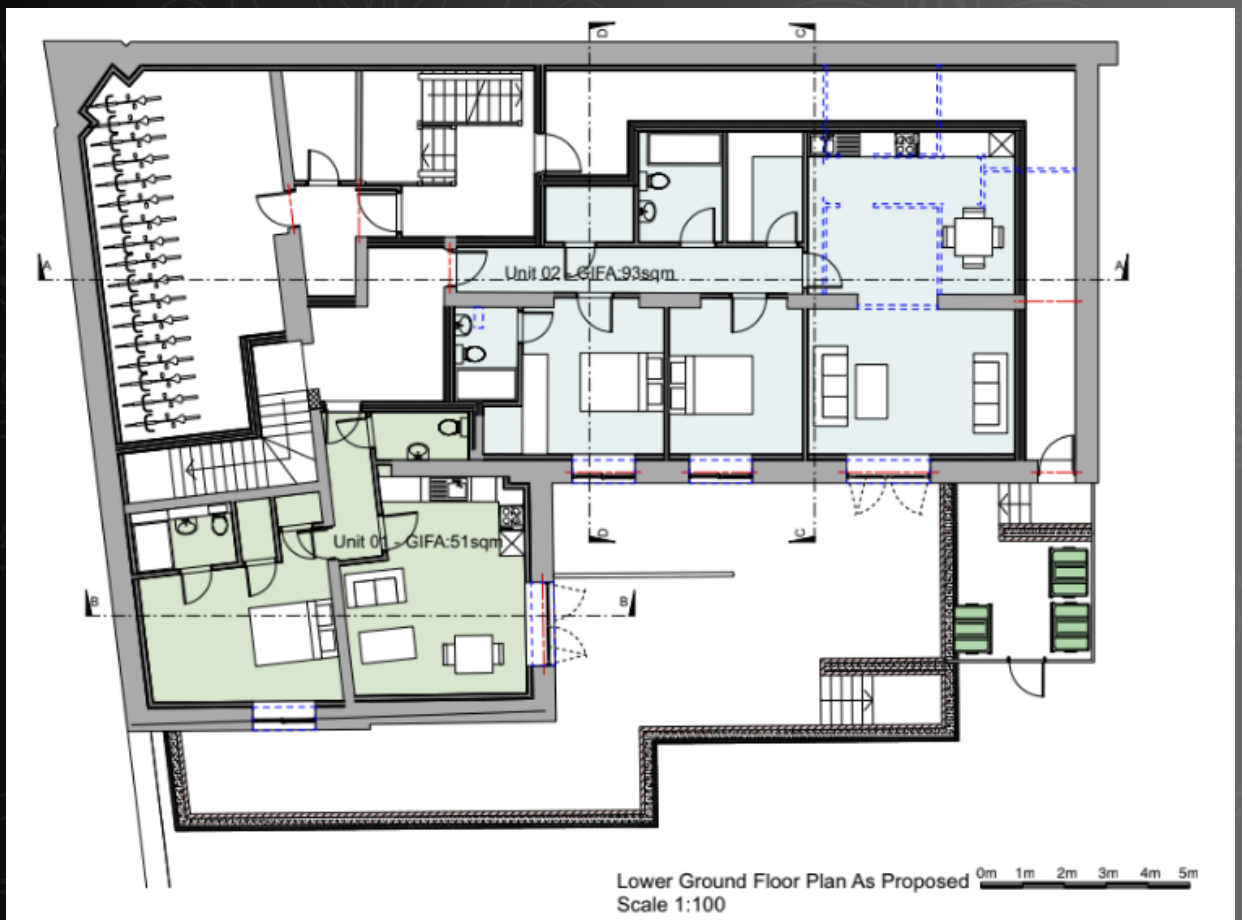 D
C
A
Unit 02 - GIFA:93sqm
A
Unit 01 - GIFA:51sqm
D
C
B
B
Lower Ground Floor Plan As Proposed
0m 1m 2m 3m 4m 5m
Scale 1:100